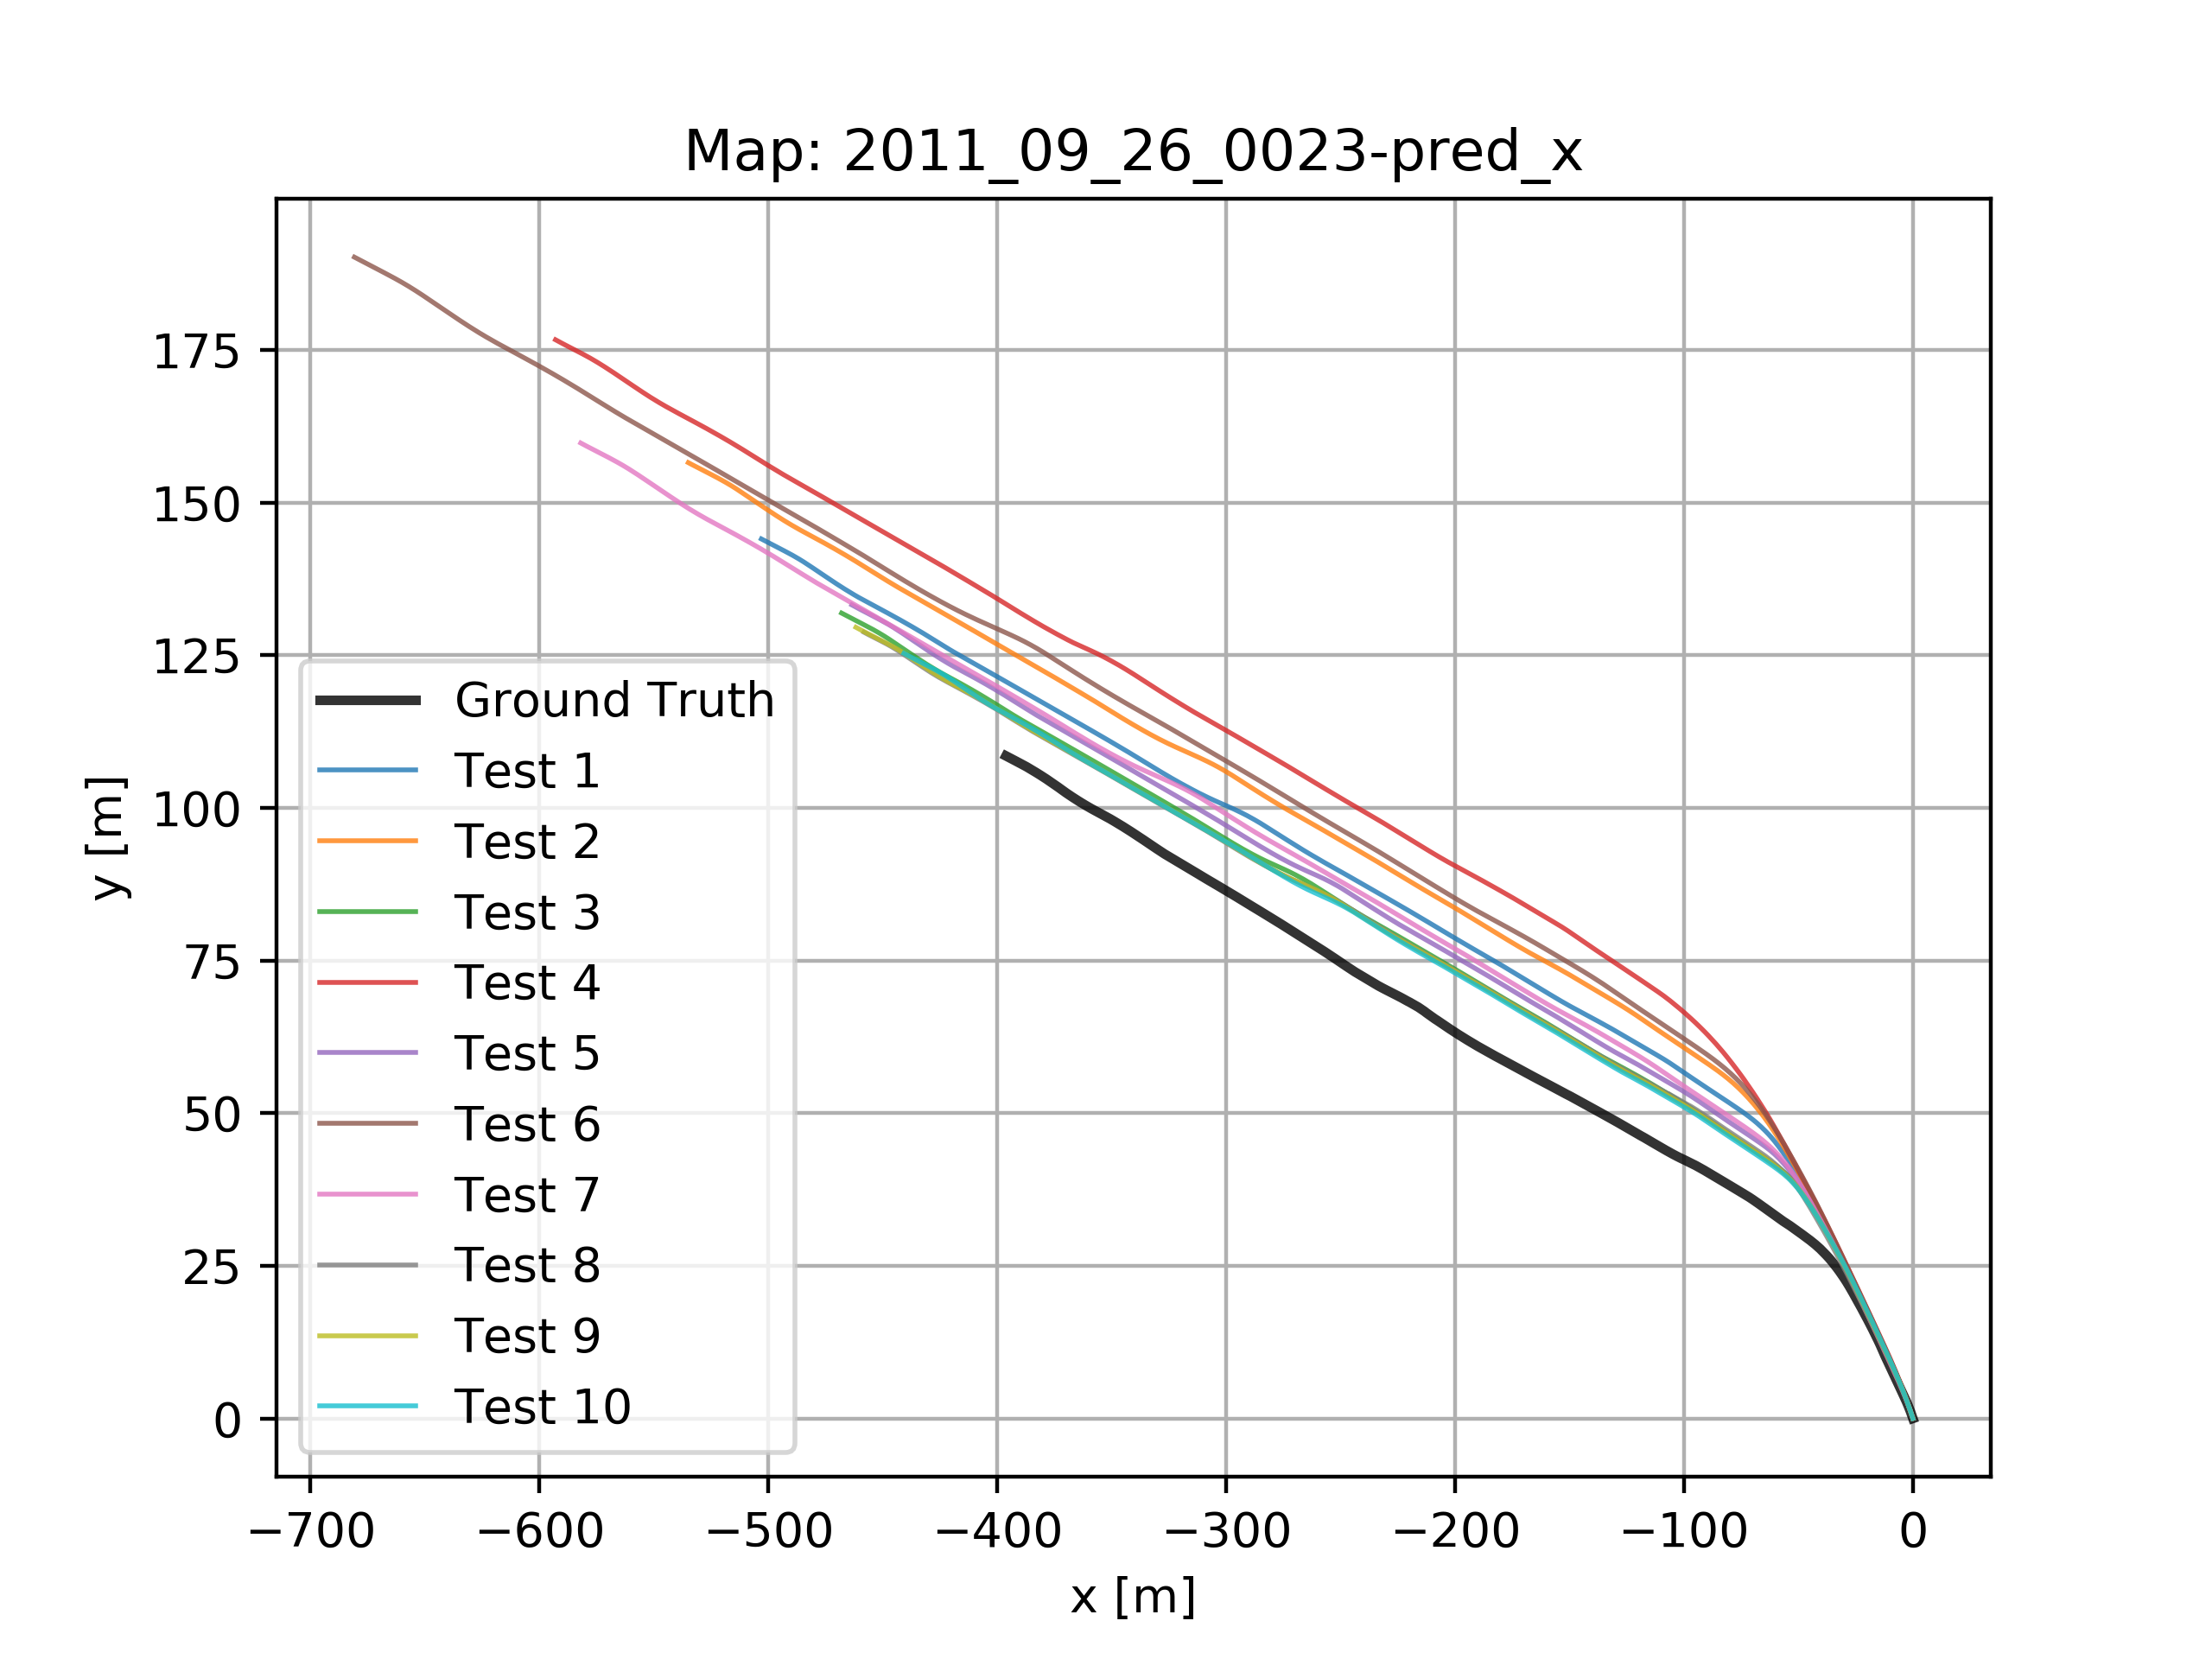 Map: 2011_09_26_0023-pred_x
y [m]
175
150
125
100
75
50
25
0
Ground Truth
Test 1
Test 2
Test 3
Test 4
Test 5
Test 6
Test 7
Test 8
Test 9
Test 10
−700 −600 −500 −400 −300 −200 −100 0
x [m]